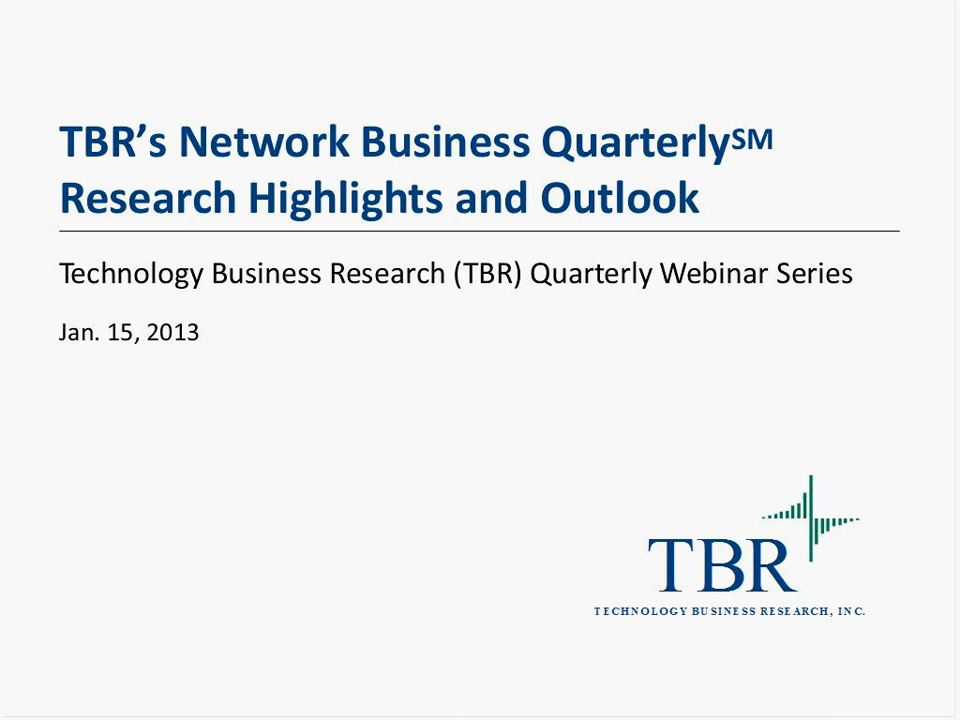 TBR’s Network Business QuarterlySM
Research Highlights and Outlook
Technology Business Research (TBR) Quarterly Webinar Series
Jan. 15, 2013
TBR
TECHNOLOGY BUSINESS RESEARCH, INC.